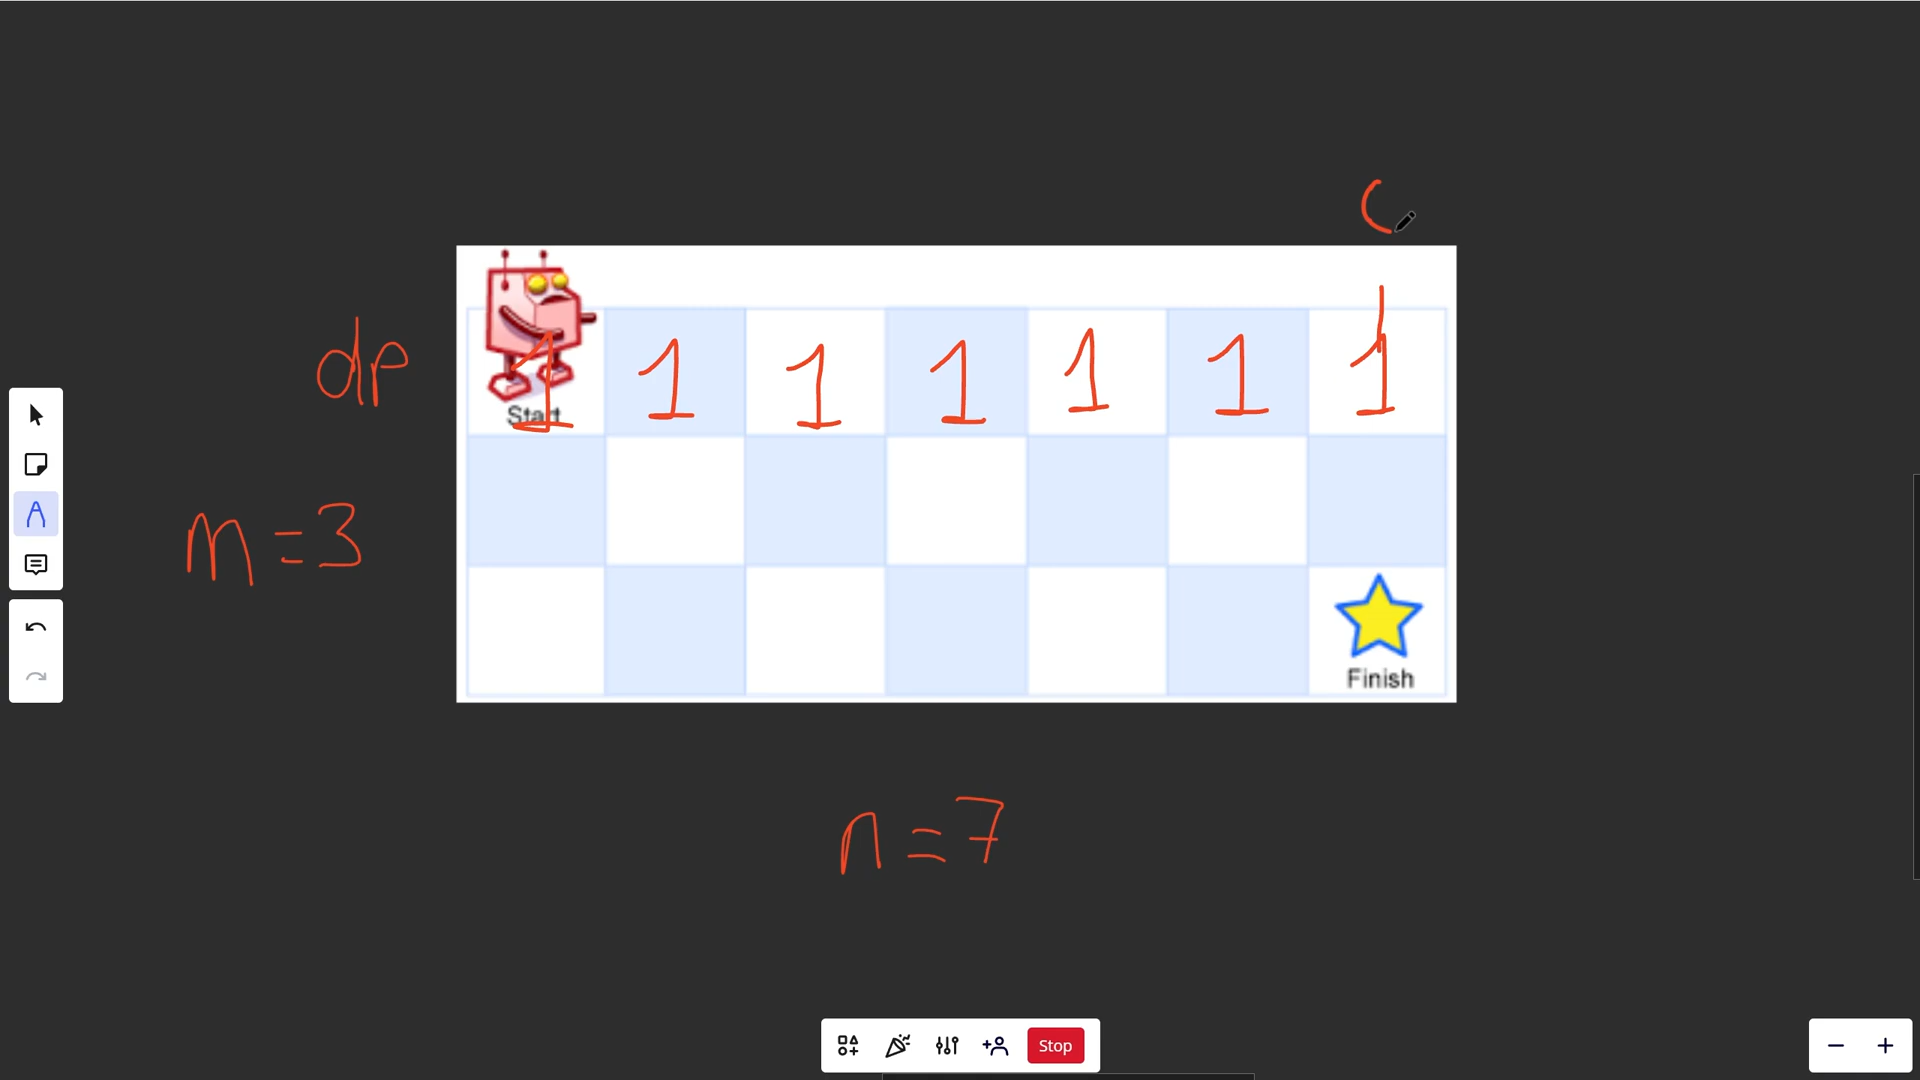 dp
1 1 1 1 1 1 1
Start
m=3
Finish
n=7
Stop